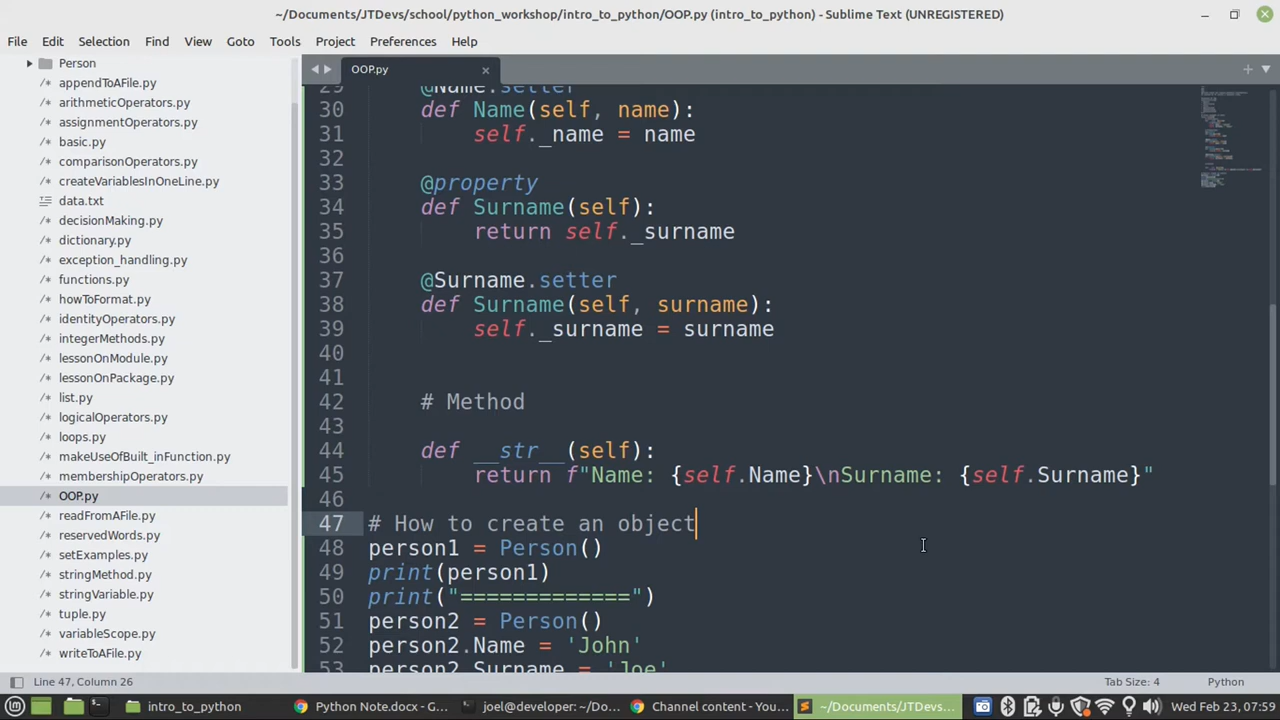 ~/Documents/JTDevs/school/python_workshop/intro_to_python/OOP.py (intro_to_python) - Sublime Text (UNREGISTERED)
File Edit Selection Find View Goto Tools Project Preferences Help
Person
appendToAFile.py
arithmeticOperators.py
assignmentOperators.py
basic.py
comparisonOperators.py
createVariablesInOneLine.py
data.txt
decisionMaking.py
dictionary.py
exception_handling.py
functions.py
howToFormat.py
identityOperators.py
integerMethods.py
lessonOnModule.py
lessonOnPackage.py
list.py
logicalOperators.py
loops.py
makeUseOfBuilt_inFunction.py
membershipOperators.py
OOP.py
readFromAFile.py
reservedWords.py
setExamples.py
stringMethod.py
stringVariable.py
tuple.py
variableScope.py
writeToAFile.py
OOP.py
29 @Name.setter
30 def Name(self, name):
31 self._name = name
32
33 @property
34 def Surname(self):
35 return self._surname
36
37 @Surname.setter
38 def Surname(self, surname):
39 self._surname = surname
40
41
42 # Method
43
44 def __str__(self):
45 return f"Name: {self.Name}\nSurname: {self.Surname}"
46
47 # How to create an object
48 person1 = Person()
49 print(person1)
50 print("=============")
51 person2 = Person()
52 person2.Name = 'John'
53 person2.Surname = 'Joe'
Line 47, Column 26 Tab Size: 4 Python
intro_to_python Python Note.docx - G... joel@developer: ~/Do... Channel content - You... ~/Documents/JTDevs/... Wed Feb 23, 07:59